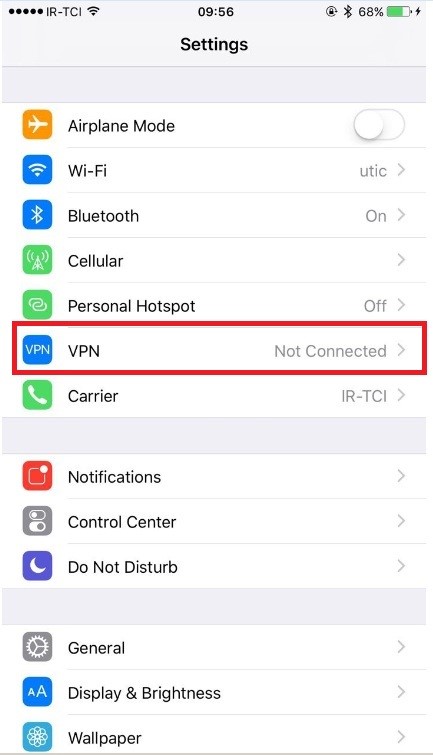 IR-TCI 09:56 68%
Settings
Airplane Mode
Wi-Fi utic
Bluetooth On
Cellular
Personal Hotspot Off
VPN VPN Not Connected
Carrier IR-TCI
Notifications
Control Center
Do Not Disturb
General
AA Display & Brightness
Wallpaper